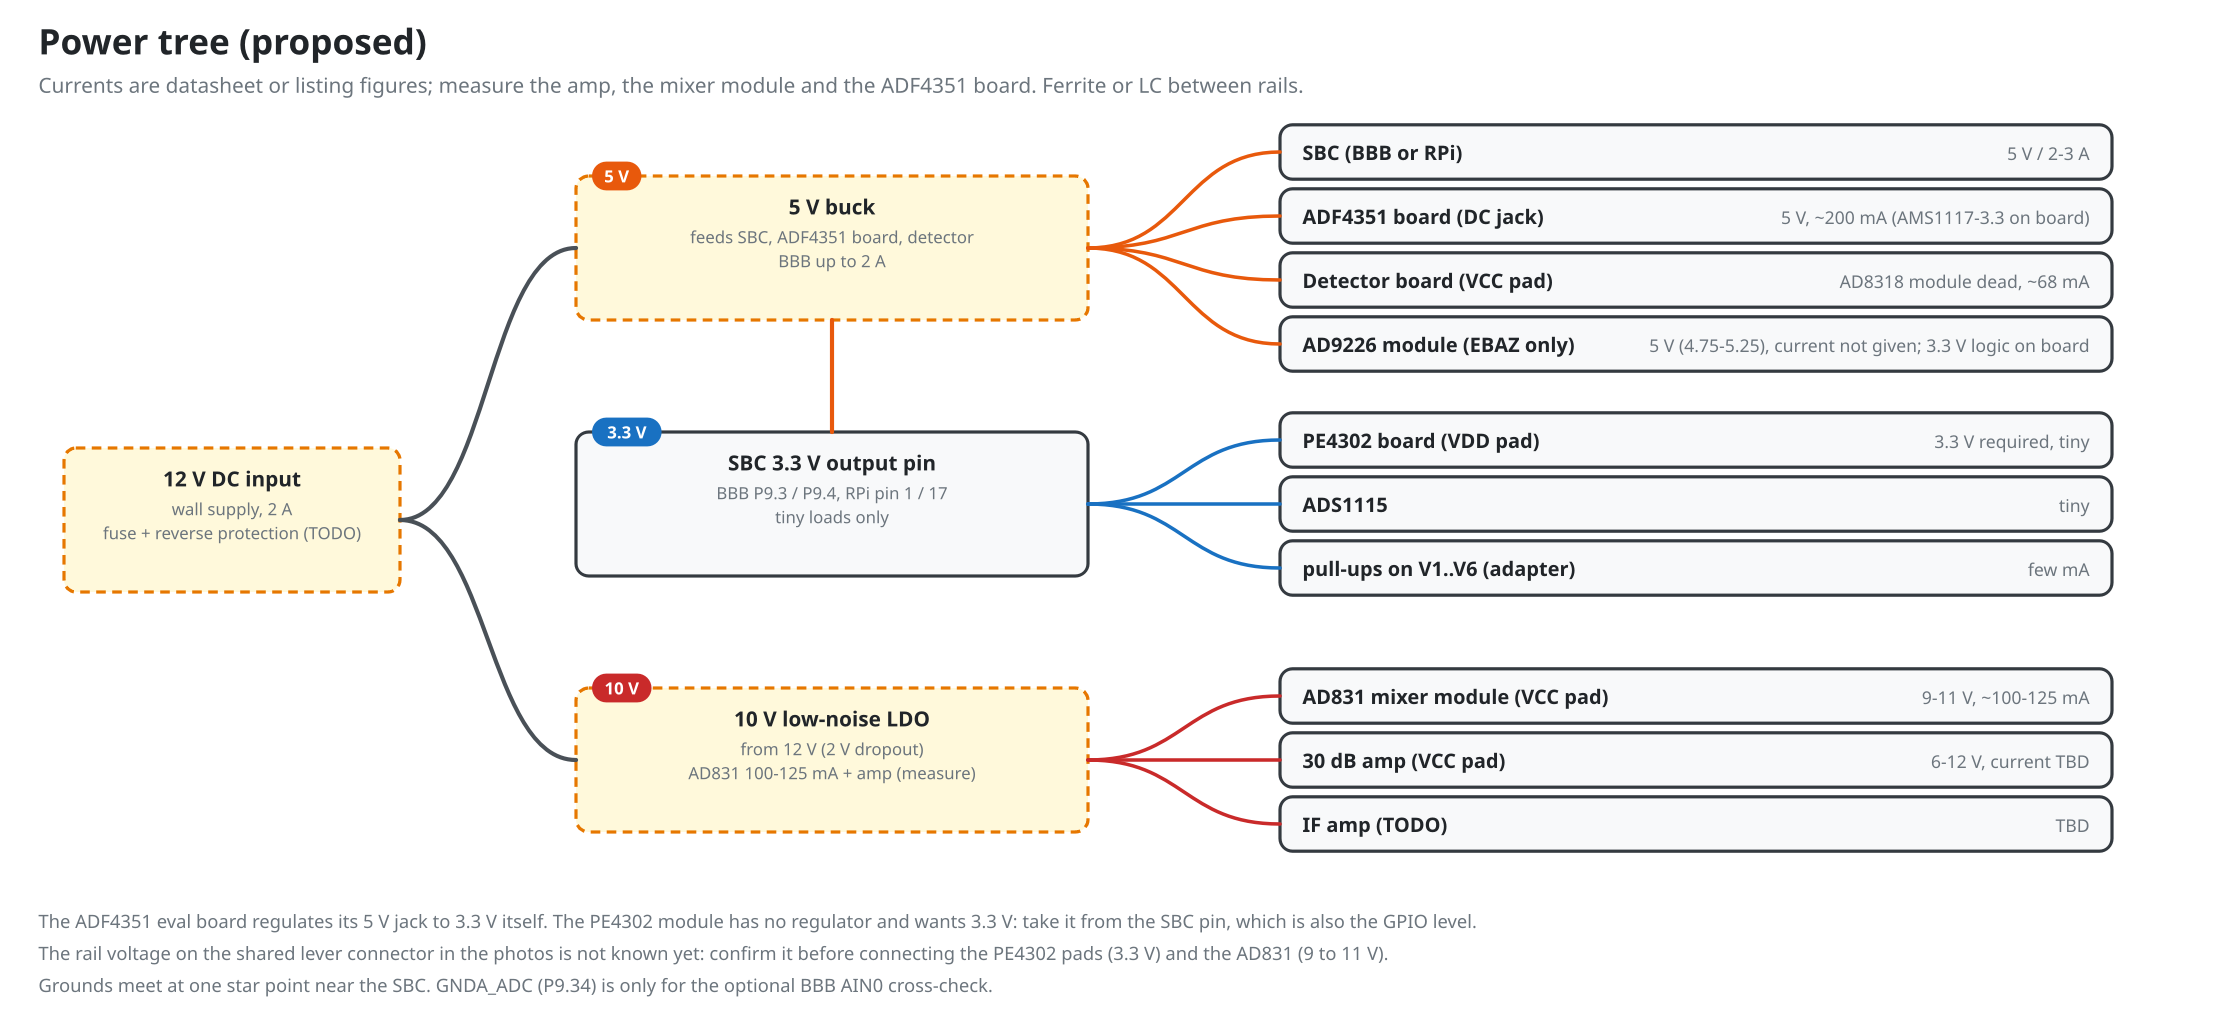 Power tree (proposed)
Currents are datasheet or listing figures; measure the amp, the mixer module and the ADF4351 board. Ferrite or LC between rails.
12 V DC input
wall supply, 2 A
fuse + reverse protection (TODO)
5 V
5 V buck
feeds SBC, ADF4351 board, detector
BBB up to 2 A
SBC (BBB or RPi) 5 V / 2-3 A
ADF4351 board (DC jack) 5 V, ~200 mA (AMS1117-3.3 on board)
Detector board (VCC pad) AD8318 module dead, ~68 mA
AD9226 module (EBAZ only) 5 V (4.75-5.25), current not given; 3.3 V logic on board
3.3 V
SBC 3.3 V output pin
BBB P9.3 / P9.4, RPi pin 1 / 17
tiny loads only
PE4302 board (VDD pad) 3.3 V required, tiny
ADS1115 tiny
pull-ups on V1..V6 (adapter) few mA
10 V
10 V low-noise LDO
from 12 V (2 V dropout)
AD831 100-125 mA + amp (measure)
AD831 mixer module (VCC pad) 9-11 V, ~100-125 mA
30 dB amp (VCC pad) 6-12 V, current TBD
IF amp (TODO) TBD
The ADF4351 eval board regulates its 5 V jack to 3.3 V itself. The PE4302 module has no regulator and wants 3.3 V: take it from the SBC pin, which is also the GPIO level.
The rail voltage on the shared lever connector in the photos is not known yet: confirm it before connecting the PE4302 pads (3.3 V) and the AD831 (9 to 11 V).
Grounds meet at one star point near the SBC. GNDA_ADC (P9.34) is only for the optional BBB AIN0 cross-check.